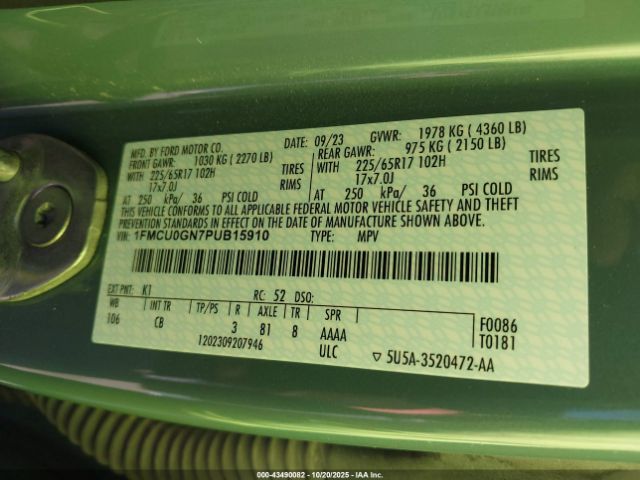 MFD. BY FORD MOTOR CO. DATE: 09/23 GVWR: 1978 KG ( 4360 LB)
FRONT GAWR: 1030 KG ( 2270 LB) REAR GAWR: 975 KG ( 2150 LB)
WITH 225/65R17 102H TIRES WITH 225/65R17 102H TIRES
17x7.0J RIMS 17x7.0J RIMS
AT 250 kPa/ 36 PSI COLD AT 250 kPa/ 36 PSI COLD
THIS VEHICLE CONFORMS TO ALL APPLICABLE FEDERAL MOTOR VEHICLE SAFETY AND THEFT
PREVENTION STANDARDS IN EFFECT ON THE DATE OF MANUFACTURE SHOWN ABOVE.
VIN: 1FMCU0GN7PUB15910 TYPE: MPV
EXT PNT: K1 RC: 52 DSO:
WB INT TR TP/PS R AXLE TR SPR F0086
106 CB 3 81 8 AAAA T0181
1202309207946 ULC ▽ 5U5A-3520472-AA
000-43490082 - 10/20/2025 - IAA Inc.